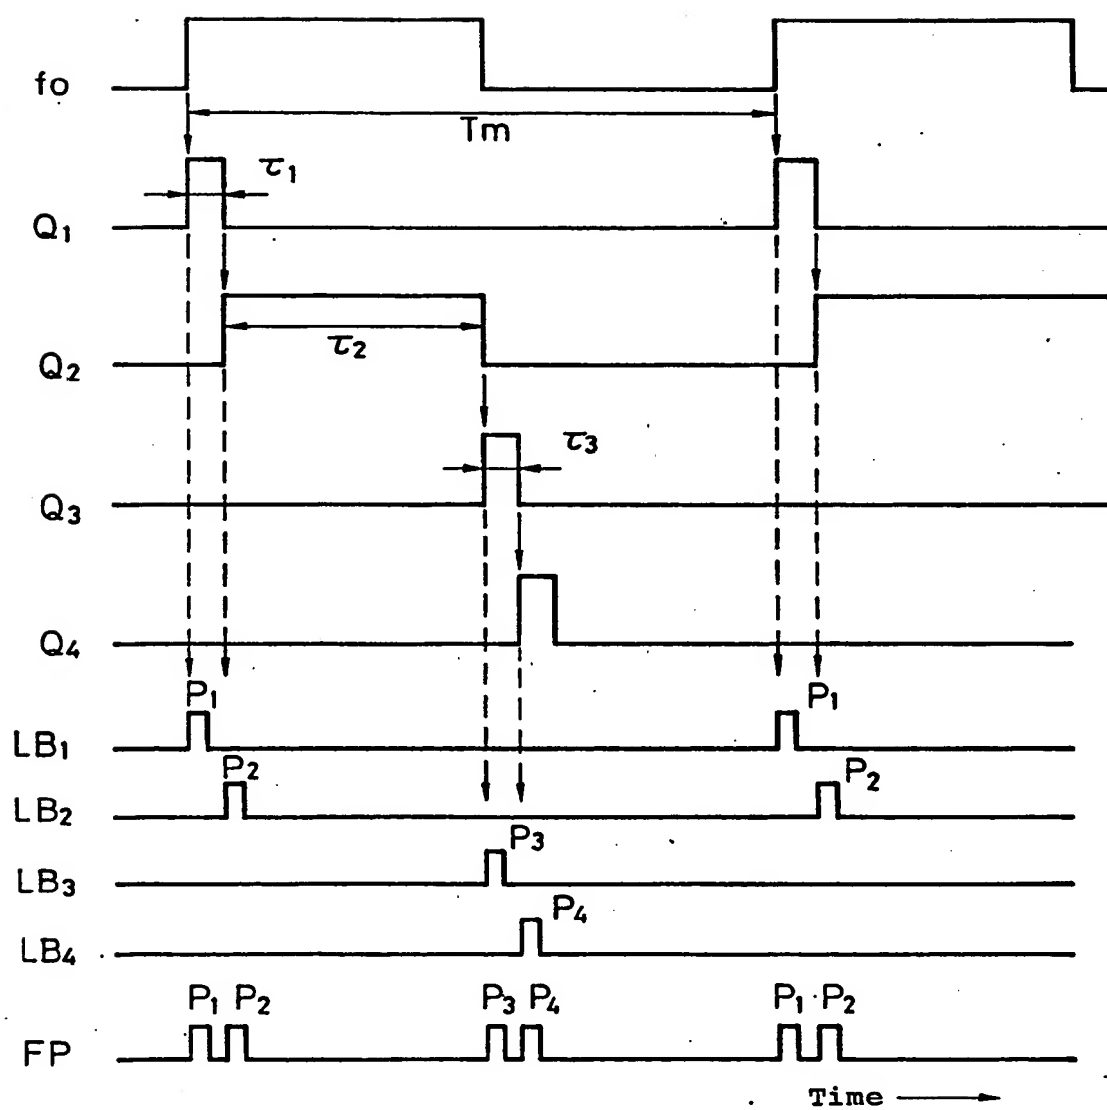 fo
Tm
τ1
Q1
τ2
Q2
τ3
Q3
Q4
P1 P1
LB1
P2 P2
LB2
P3
LB3
P4
LB4
P1 P2 P3 P4 P1 P2
FP
Time